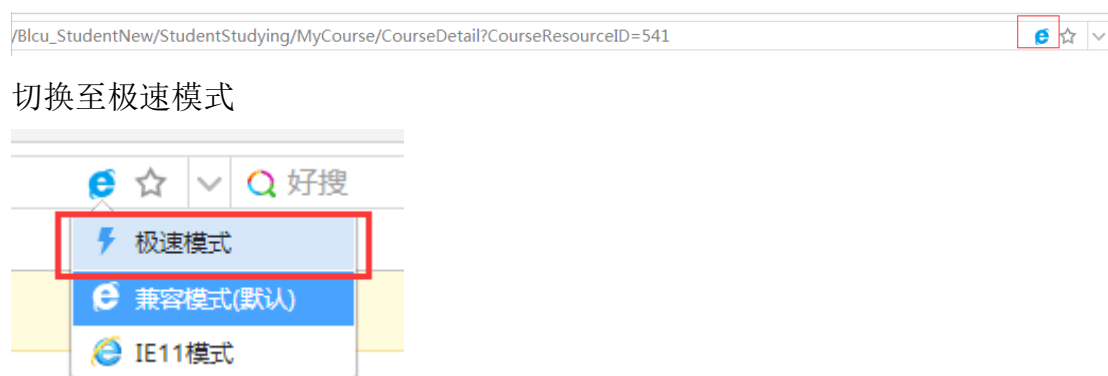 /Blcu_StudentNew/StudentStudying/MyCourse/CourseDetail?CourseResourceID=541
切换至极速模式
好搜
极速模式
兼容模式(默认)
IE11模式